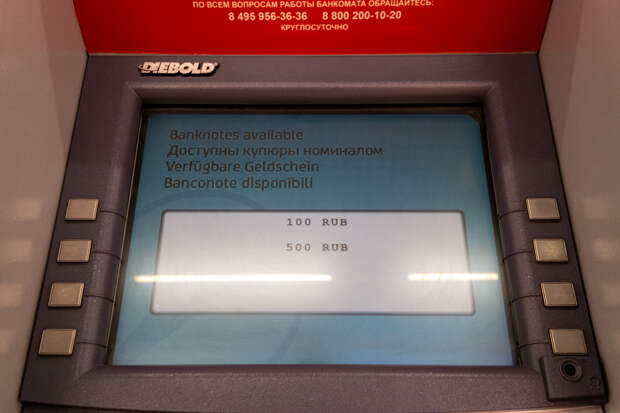 ПО ВСЕМ ВОПРОСАМ РАБОТЫ БАНКОМАТА ОБРАЩАЙТЕСЬ:
8 495 956-36-36 8 800 200-10-20
КРУГЛОСУТОЧНО
DIEBOLD
Banknotes available
Доступны купюры номиналом
Verfügbare Geldschein
Banconote disponibili
100 RUB
500 RUB